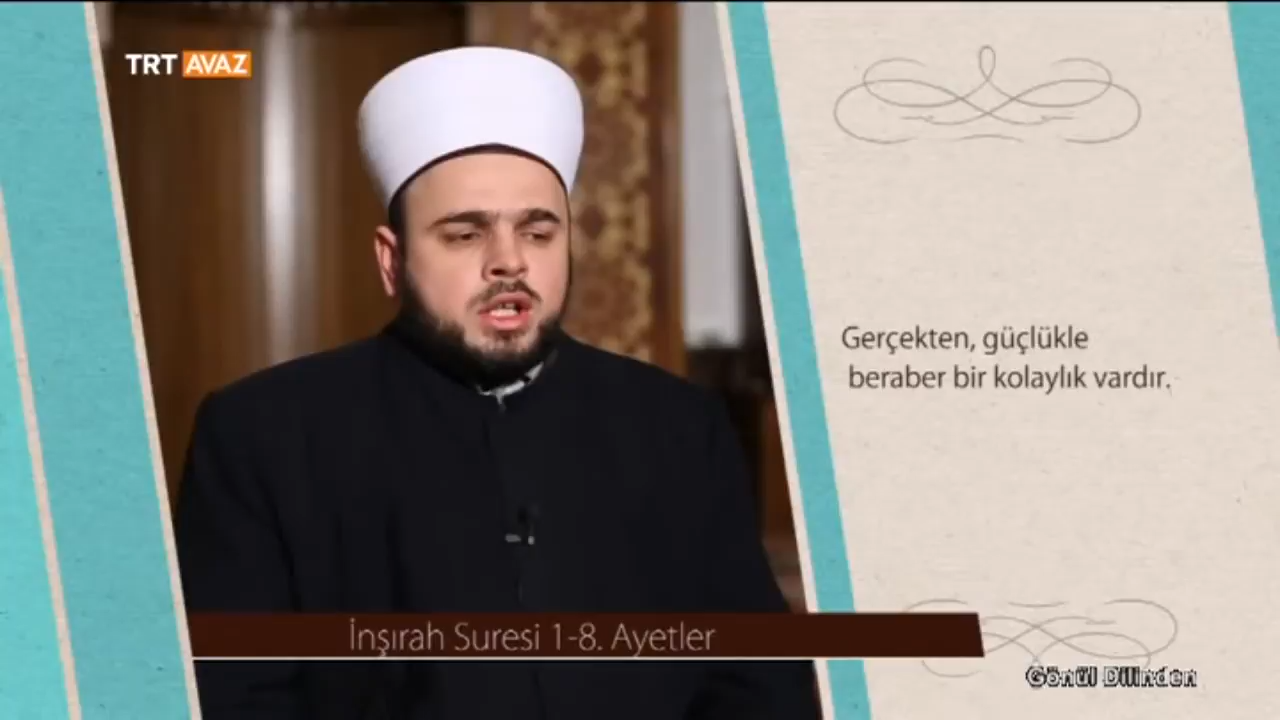 TRT AVAZ
Gerçekten, güçlükle
beraber bir kolaylık vardır.
İnşirah Suresi 1-8. Ayetler
Gönül Dilinden